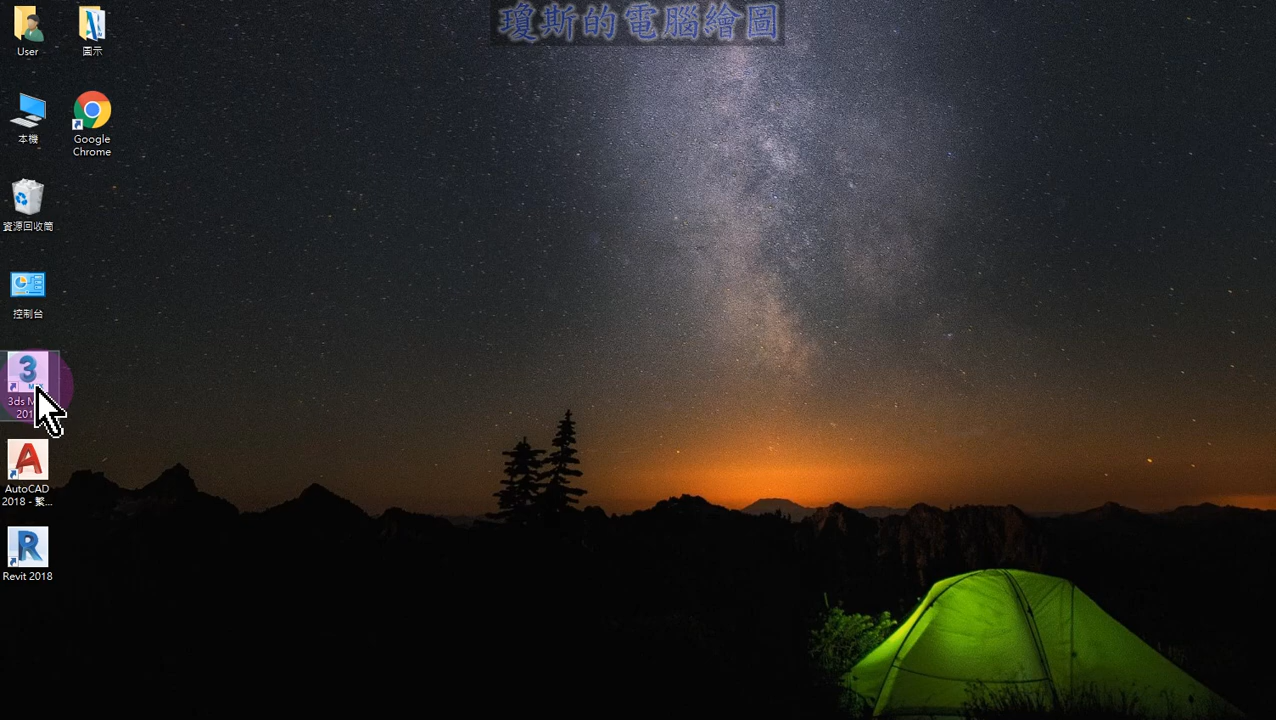 瓊斯的電腦繪圖
User
圖示
本機
Google
Chrome
資源回收筒
控制台
3ds
AutoCAD
2018 - 繁...
Revit 2018